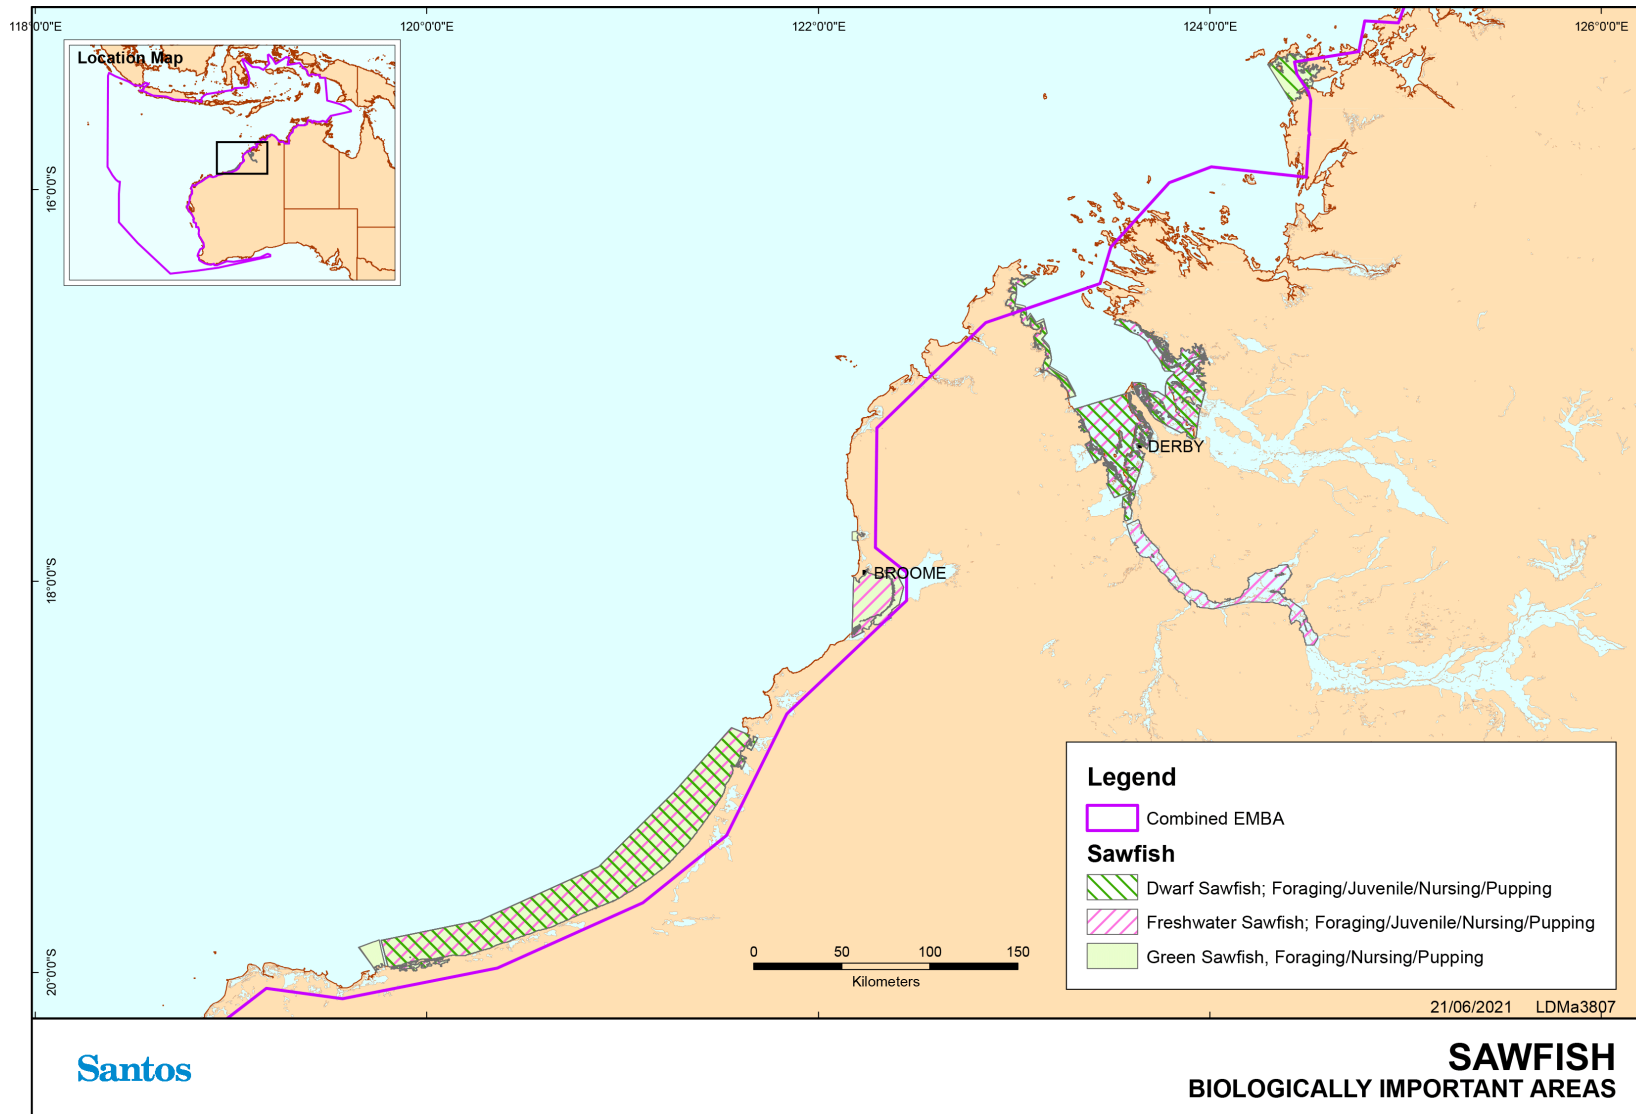 118°0'0"E
120°0'0"E
122°0'0"E
124°0'0"E
126°0'0"E
Location Map
16°0'0"S
18°0'0"S
20°0'0"S
DERBY
BROOME
Legend
Combined EMBA
Sawfish
Dwarf Sawfish; Foraging/Juvenile/Nursing/Pupping
Freshwater Sawfish; Foraging/Juvenile/Nursing/Pupping
Green Sawfish, Foraging/Nursing/Pupping
0 50 100 150
Kilometers
21/06/2021 LDMa3807
Santos
SAWFISH
BIOLOGICALLY IMPORTANT AREAS